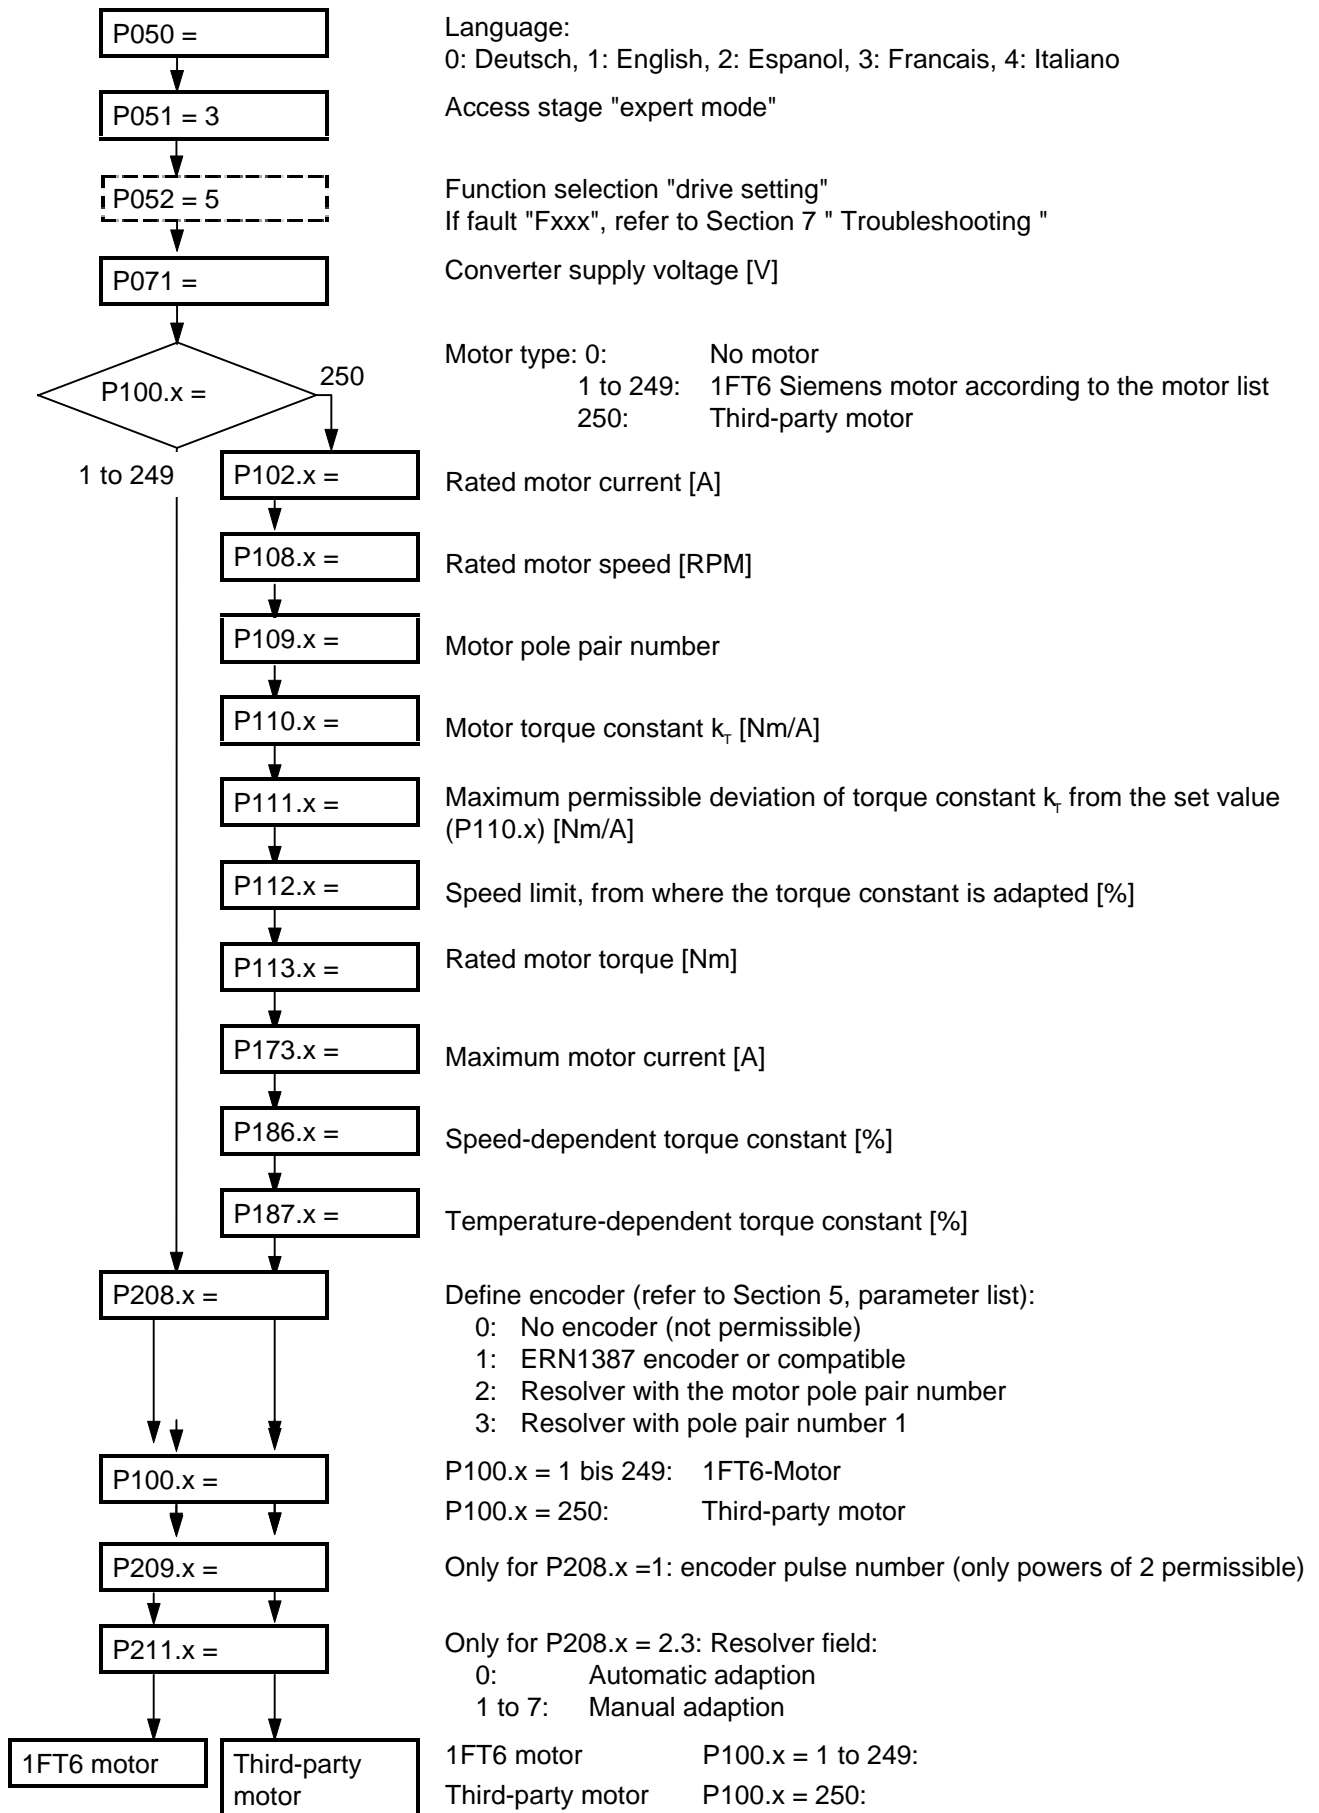 P050 =
Language:
0: Deutsch, 1: English, 2: Espanol, 3: Francais, 4: Italiano
P051 = 3
Access stage "expert mode"
P052 = 5
Function selection "drive setting"
If fault "Fxxx", refer to Section 7 " Troubleshooting "
P071 =
Converter supply voltage [V]
P100.x =
250
1 to 249
Motor type: 0: No motor
1 to 249: 1FT6 Siemens motor according to the motor list
250: Third-party motor
P102.x =
Rated motor current [A]
P108.x =
Rated motor speed [RPM]
P109.x =
Motor pole pair number
P110.x =
Motor torque constant kT [Nm/A]
P111.x =
Maximum permissible deviation of torque constant kT from the set value
(P110.x) [Nm/A]
P112.x =
Speed limit, from where the torque constant is adapted [%]
P113.x =
Rated motor torque [Nm]
P173.x =
Maximum motor current [A]
P186.x =
Speed-dependent torque constant [%]
P187.x =
Temperature-dependent torque constant [%]
P208.x =
Define encoder (refer to Section 5, parameter list):
0: No encoder (not permissible)
1: ERN1387 encoder or compatible
2: Resolver with the motor pole pair number
3: Resolver with pole pair number 1
P100.x =
P100.x = 1 bis 249: 1FT6-Motor
P100.x = 250: Third-party motor
P209.x =
Only for P208.x =1: encoder pulse number (only powers of 2 permissible)
P211.x =
Only for P208.x = 2.3: Resolver field:
0: Automatic adaption
1 to 7: Manual adaption
1FT6 motor
Third-party
motor
1FT6 motor P100.x = 1 to 249:
Third-party motor P100.x = 250: